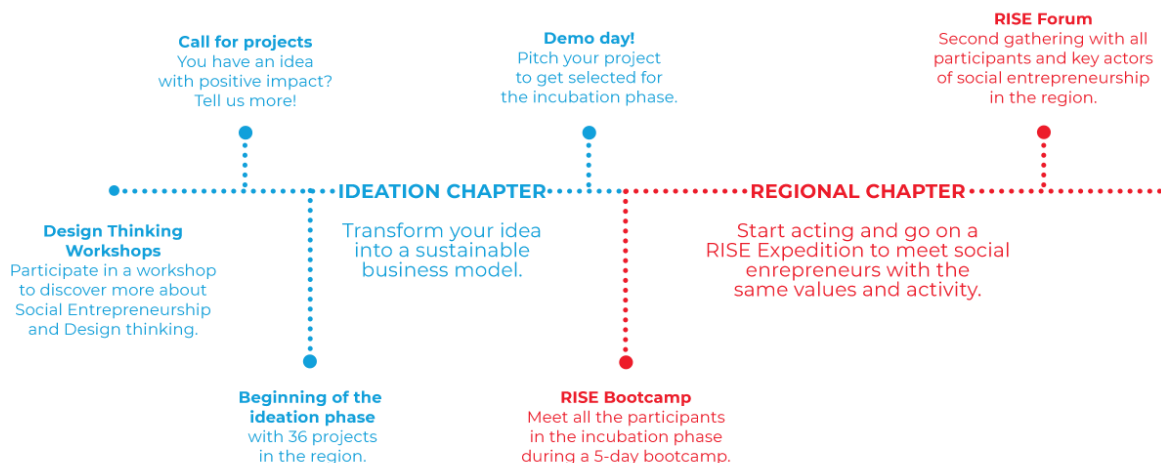 Call for projects
You have an idea
with positive impact?
Tell us more!
Demo day!
Pitch your project
to get selected for
the incubation phase.
RISE Forum
Second gathering with all
participants and key actors
of social entrepreneurship
in the region.
IDEATION CHAPTER
Transform your idea
into a sustainable
business model.
REGIONAL CHAPTER
Start acting and go on a
RISE Expedition to meet social
enrepreneurs with the
same values and activity.
Design Thinking
Workshops
Participate in a workshop
to discover more about
Social Entrepreneurship
and Design thinking.
Beginning of the
ideation phase
with 36 projects
in the region.
RISE Bootcamp
Meet all the participants
in the incubation phase
during a 5-day bootcamp.